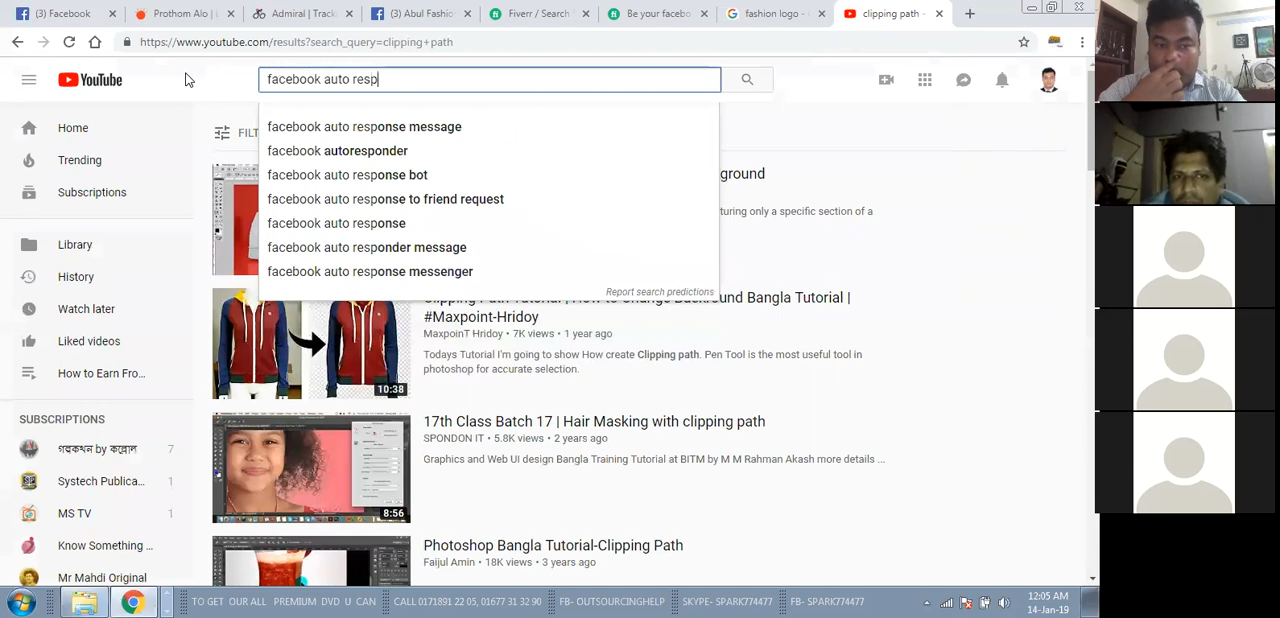 (3) Facebook
Prothom Alo | L
Admiral | Track
(3) Abul Fashion
Fiverr / Search
Be your facebo
fashion logo -
clipping path -
https://www.youtube.com/results?search_query=clipping+path
YouTube
facebook auto resp
facebook auto response message
facebook autoresponder
facebook auto response bot
facebook auto response to friend request
facebook auto response
facebook auto responder message
facebook auto response messenger
Report search predictions
FILT
ground
turing only a specific section of a
Home
Trending
Subscriptions
Library
History
Watch later
Liked videos
How to Earn Fro...
SUBSCRIPTIONS
7
Systech Publica... 1
MS TV 1
Know Something ...
Mr Mahdi Original
Clipping Path Tutorial | How to Change Background Bangla Tutorial |
#Maxpoint-Hridoy
MaxpoinT Hridoy • 7K views • 1 year ago
Todays Tutorial I'm going to show How create Clipping path. Pen Tool is the most useful tool in
photoshop for accurate selection.
10:38
17th Class Batch 17 | Hair Masking with clipping path
SPONDON IT • 5.8K views • 2 years ago
Graphics and Web UI design Bangla Training Tutorial at BITM by M M Rahman Akashmore details ...
8:56
Photoshop Bangla Tutorial-Clipping Path
Faijul Amin • 18K views • 3 years ago
TO GET OUR ALL PREMIUM DVD U CAN
CALL 0171891 22 05, 01677 31 32 90
FB- OUTSOURCINGHELP
SKYPE- SPARK774477
FB- SPARK774477
12:05 AM
14-Jan-19